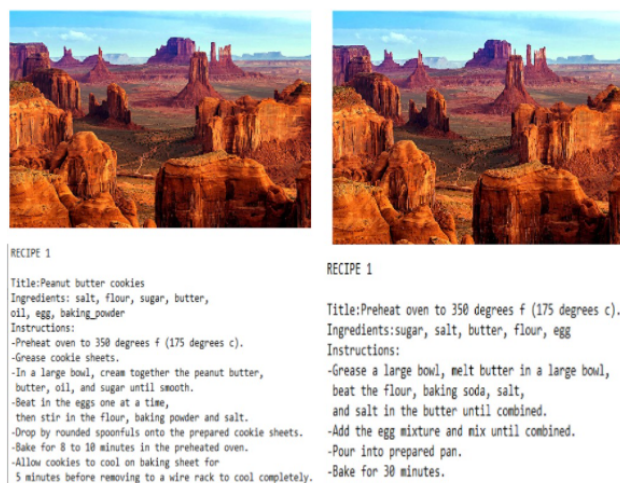 RECIPE 1
Title:Peanut butter cookies
Ingredients: salt, flour, sugar, butter,
oil, egg, baking_powder
Instructions:
-Preheat oven to 350 degrees f (175 degrees c).
-Grease cookie sheets.
-In a large bowl, cream together the peanut butter,
butter, oil, and sugar until smooth.
-Beat in the eggs one at a time,
then stir in the flour, baking powder and salt.
-Drop by rounded spoonfuls onto the prepared cookie sheets.
-Bake for 8 to 10 minutes in the preheated oven.
-Allow cookies to cool on baking sheet for
5 minutes before removing to a wire rack to cool completely.
RECIPE 1
Title:Preheat oven to 350 degrees f (175 degrees c).
Ingredients:sugar, salt, butter, flour, egg
Instructions:
-Grease a large bowl, melt butter in a large bowl,
beat the flour, baking soda, salt,
and salt in the butter until combined.
-Add the egg mixture and mix until combined.
-Pour into prepared pan.
-Bake for 30 minutes.